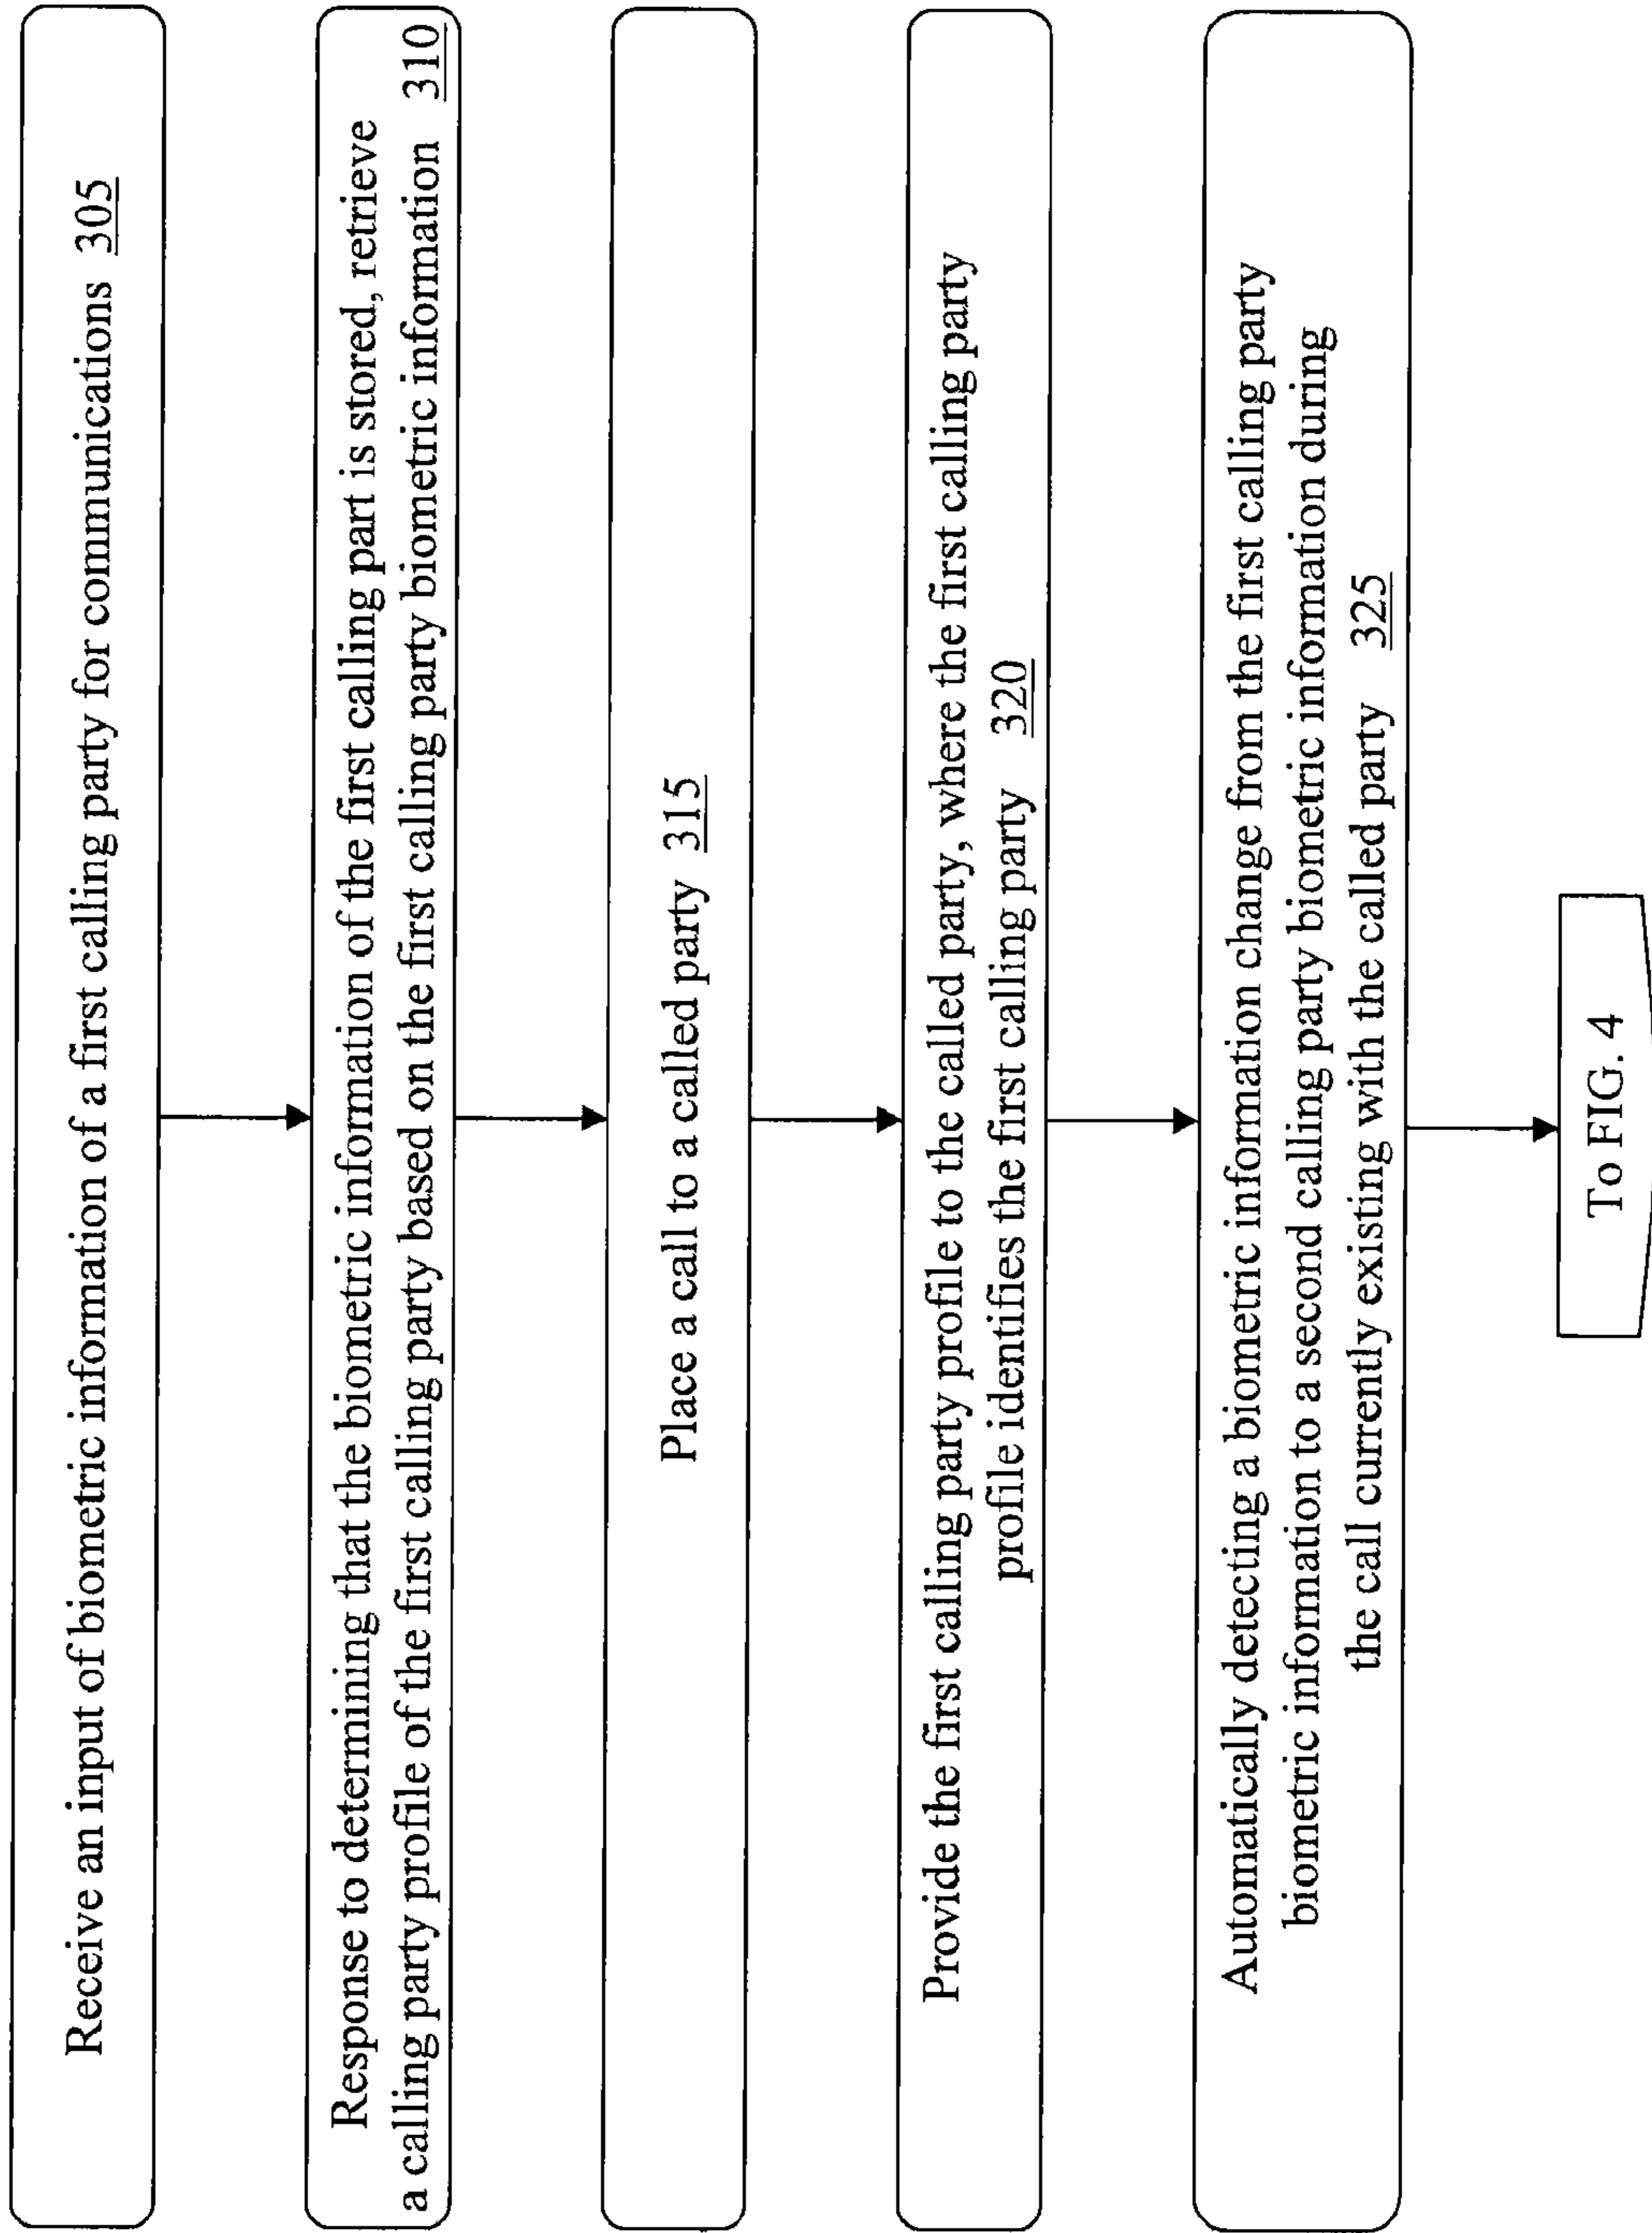 Receive an input of biometric information of a first calling party for communications 305
Response to determining that the biometric information of the first calling part is stored, retrieve
a calling party profile of the first calling party based on the first calling party biometric information 310
Place a call to a called party 315
Provide the first calling party profile to the called party, where the first calling party
profile identifies the first calling party 320
Automatically detecting a biometric information change from the first calling party
biometric information to a second calling party biometric information during
the call currently existing with the called party 325
To FIG. 4